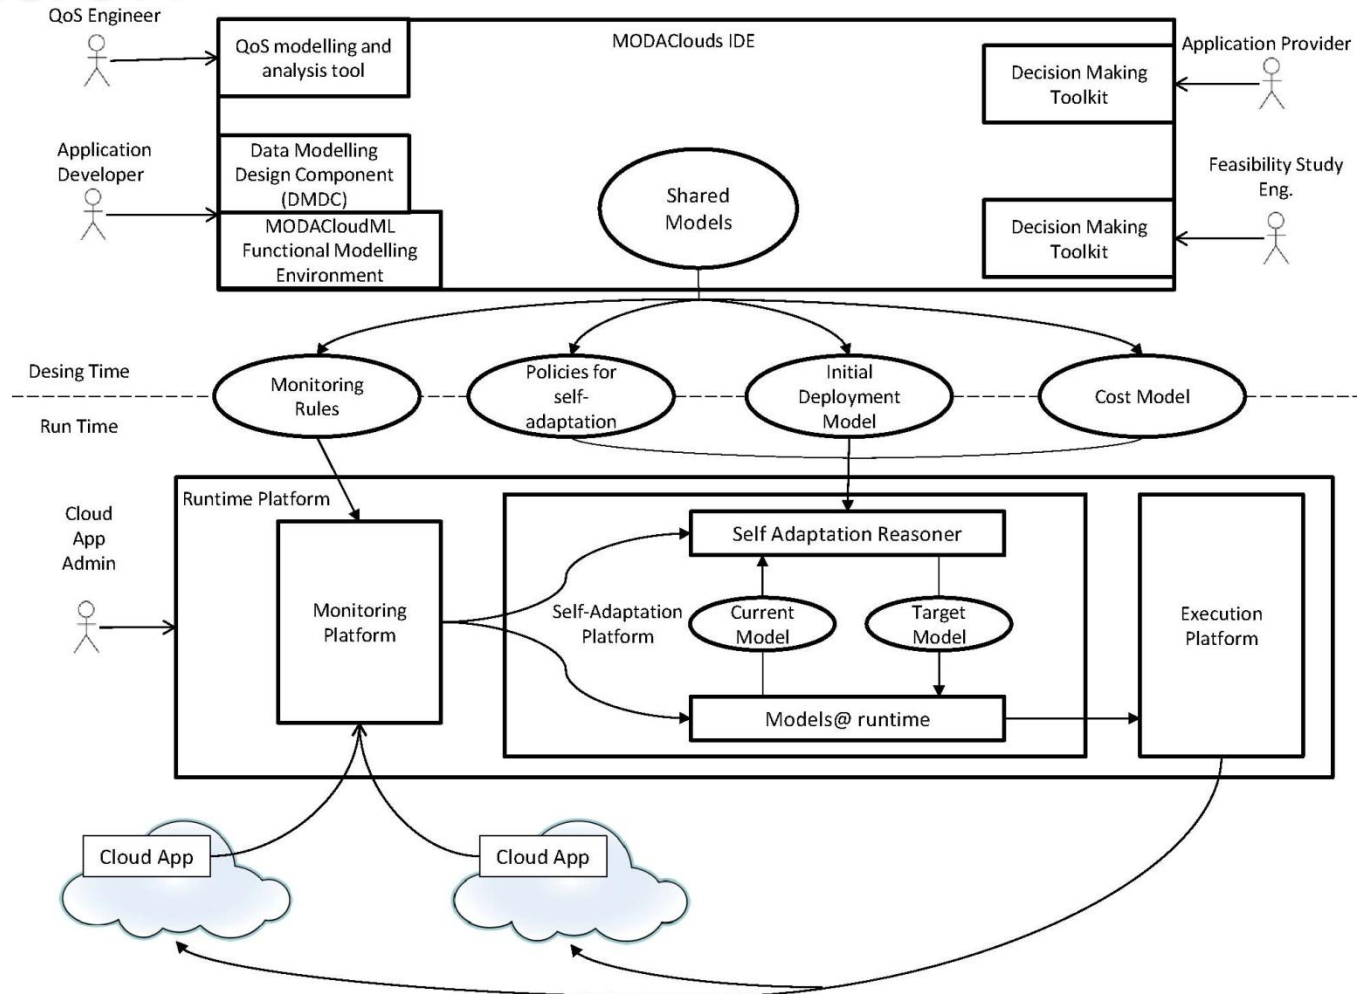 QoS Engineer
QoS modelling and
analysis tool
MODAClouds IDE
Application Provider
Decision Making
Toolkit
Application
Developer
Data Modelling
Design Component
(DMDC)
MODACloudML
Functional Modelling
Environment
Shared
Models
Feasibility Study
Eng.
Decision Making
Toolkit
Desing Time
Run Time
Monitoring
Rules
Policies for
self-
adaptation
Initial
Deployment
Model
Cost Model
Cloud
App
Admin
Runtime Platform
Monitoring
Platform
Self-Adaptation
Platform
Self Adaptation Reasoner
Current
Model
Target
Model
Models@ runtime
Execution
Platform
Cloud App
Cloud App